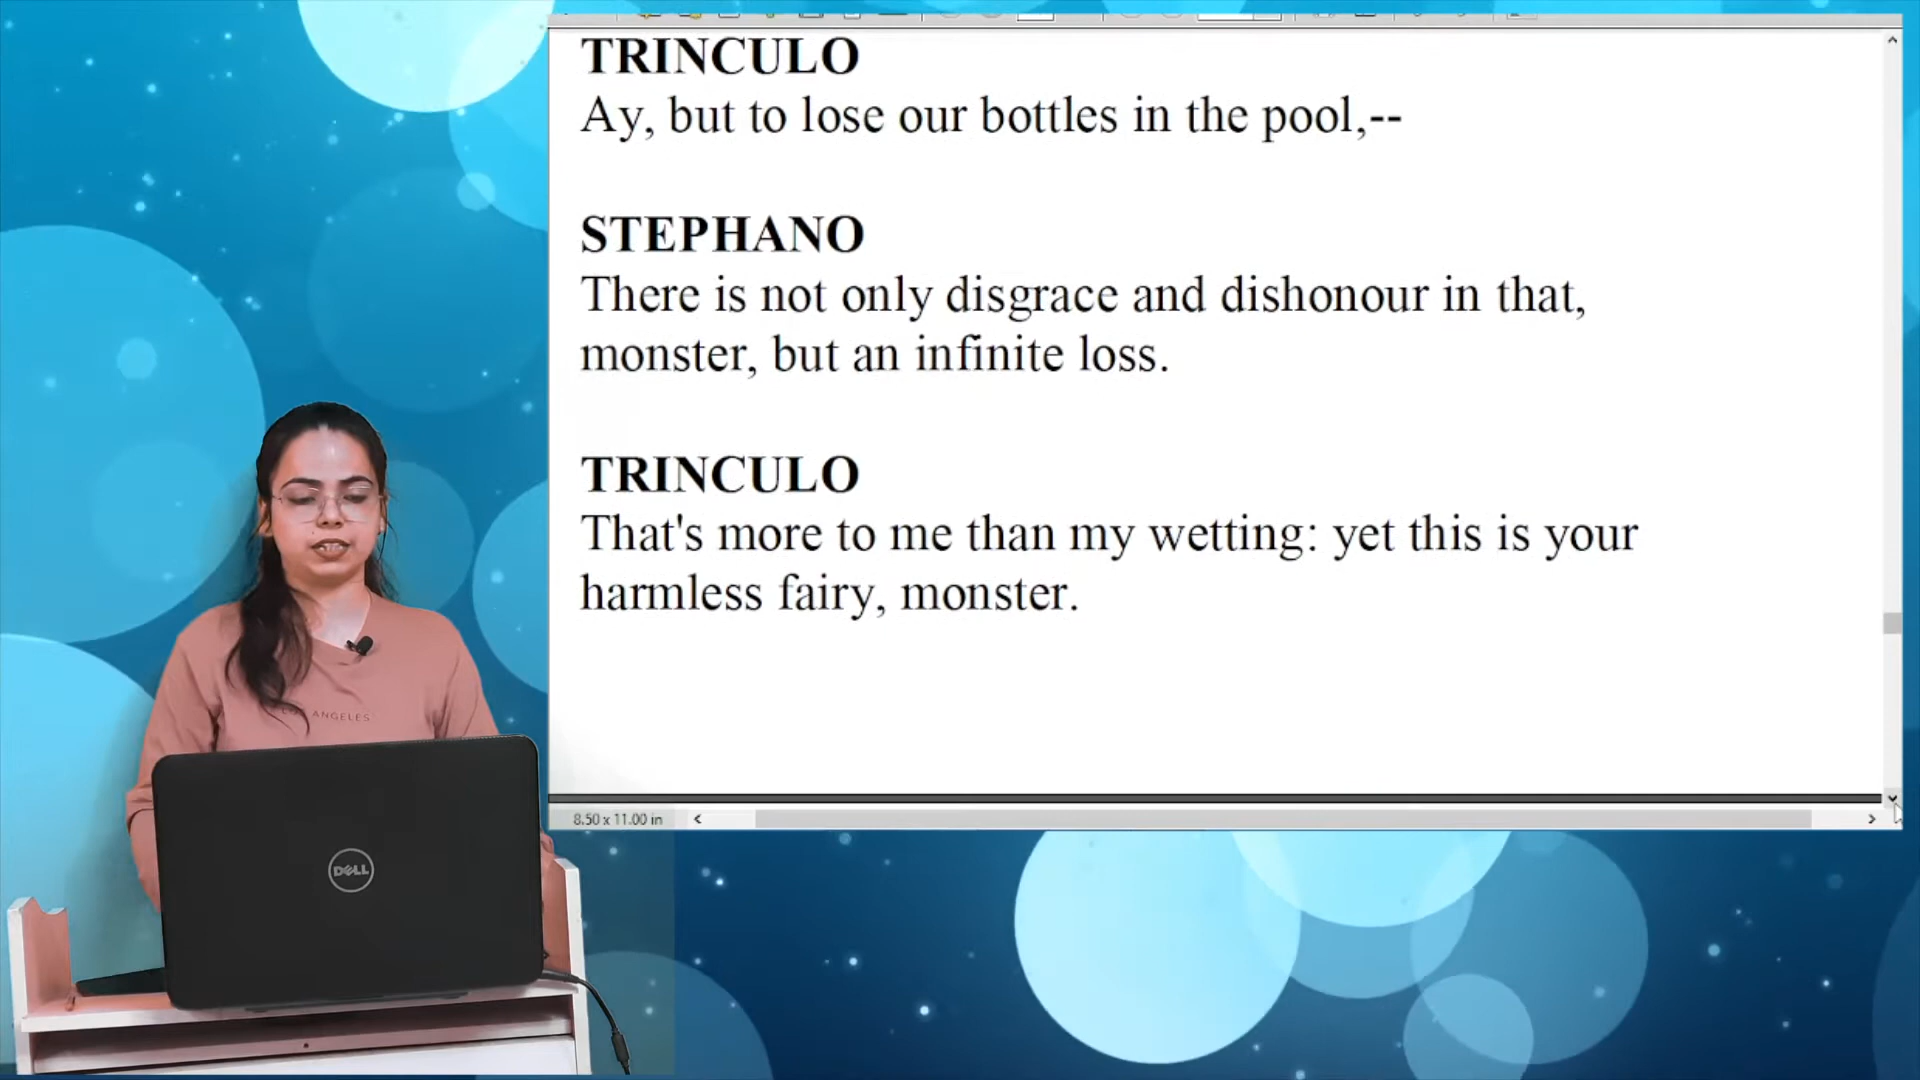 TRINCULO
Ay, but to lose our bottles in the pool,--
STEPHANO
There is not only disgrace and dishonour in that,
monster, but an infinite loss.
TRINCULO
That's more to me than my wetting: yet this is your
harmless fairy, monster.
8.50 x 11.00 in
ANGELES
DELL